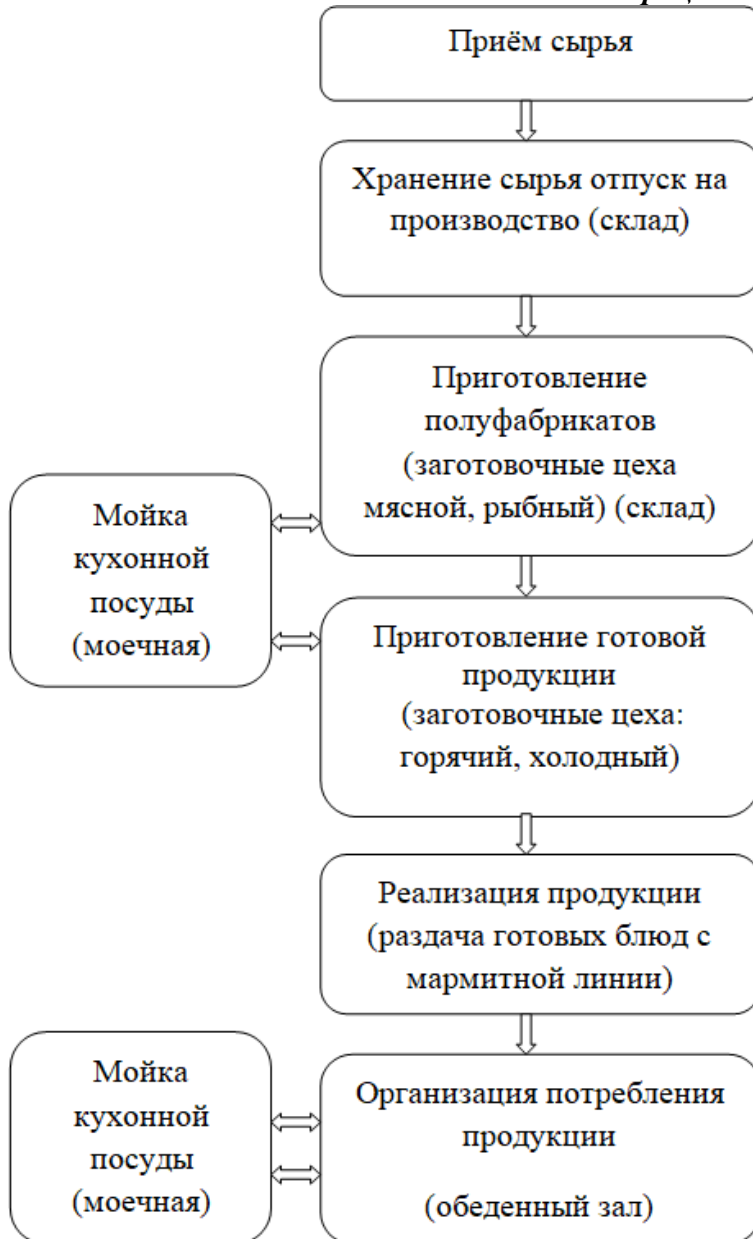 Приём сырья
Хранение сырья отпуск на
производство (склад)
Приготовление
полуфабрикатов
(заготовочные цеха
мясной, рыбный) (склад)
Мойка
кухонной
посуды
(моечная)
Приготовление готовой
продукции
(заготовочные цеха:
горячий, холодный)
Реализация продукции
(раздача готовых блюд с
мармитной линии)
Мойка
кухонной
посуды
(моечная)
Организация потребления
продукции
(обеденный зал)